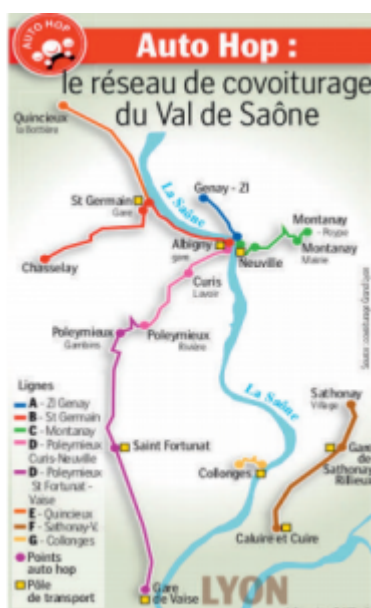 AUTO HOP
Auto Hop :
le réseau de covoiturage
du Val de Saône
Quincieux
la Bottière
Genay - ZI
La Saône
St Germain
Gare
Montanay
- Roype
Albigny
gare
Neuville
Montanay
Mairie
Chasselay
Curis
Lavoir
Poleymieux
Gambins
Poleymieux
Rivière
La Saône
Sathonay
Village
Lignes
A - ZI Genay
B - St Germain
C - Montanay
D - Poleymieux
Curis-Neuville
D - Poleymieux
St Fortunat -
Vaise
E - Quincieux
F - Sathonay-V.
G - Collonges
Points
auto hop
Pôle
de transport
Saint Fortunat
Gare
de
Sathonay
Rillieux
Collonges
Caluire et Cuire
Gare
de Vaise
LYON